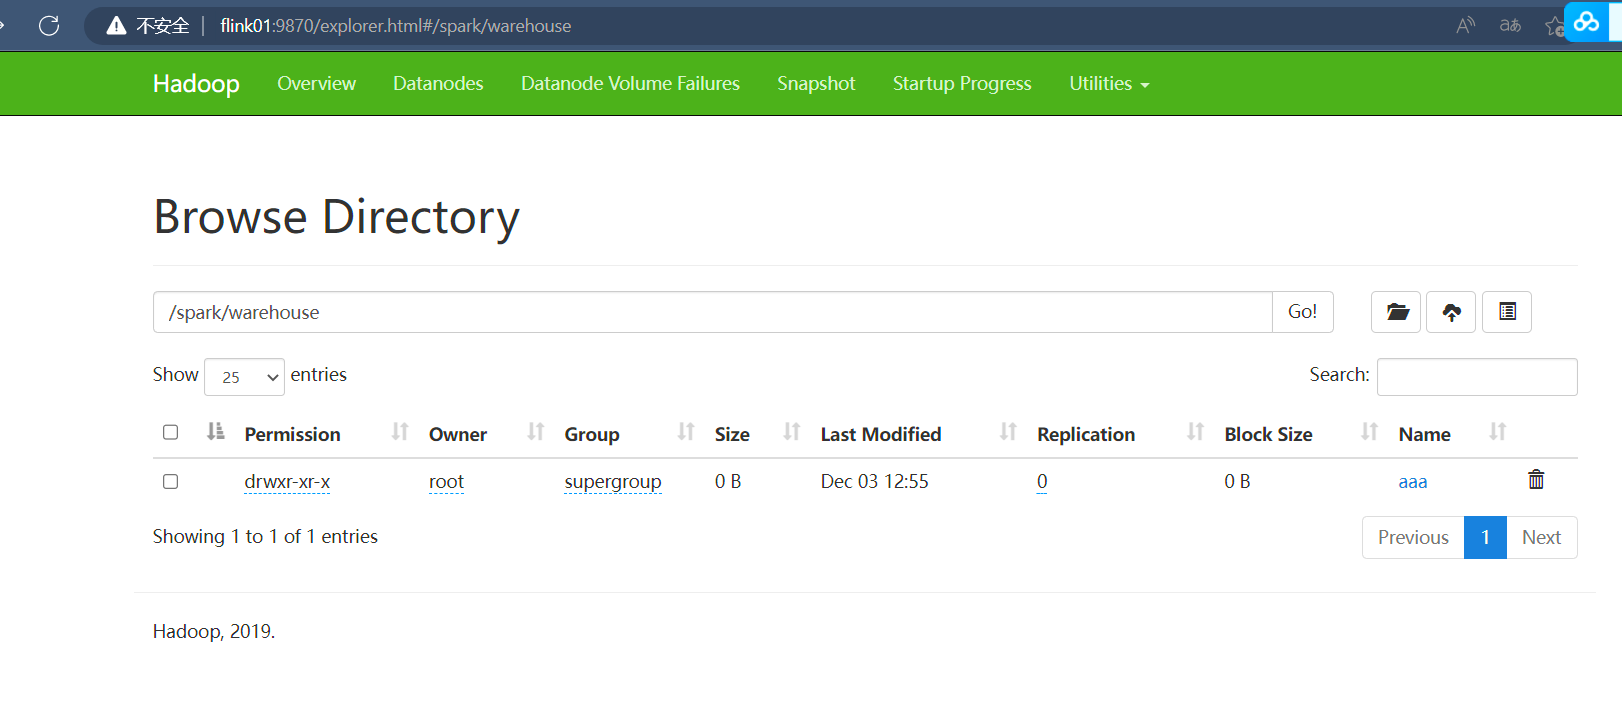 不安全 | flink01:9870/explorer.html#/spark/warehouse
Hadoop Overview Datanodes Datanode Volume Failures Snapshot Startup Progress Utilities
Browse Directory
/spark/warehouse Go!
Show 25 entries Search:
Permission Owner Group Size Last Modified Replication Block Size Name
drwxr-xr-x root supergroup 0 B Dec 03 12:55 0 0 B aaa
Showing 1 to 1 of 1 entries Previous 1 Next
Hadoop, 2019.